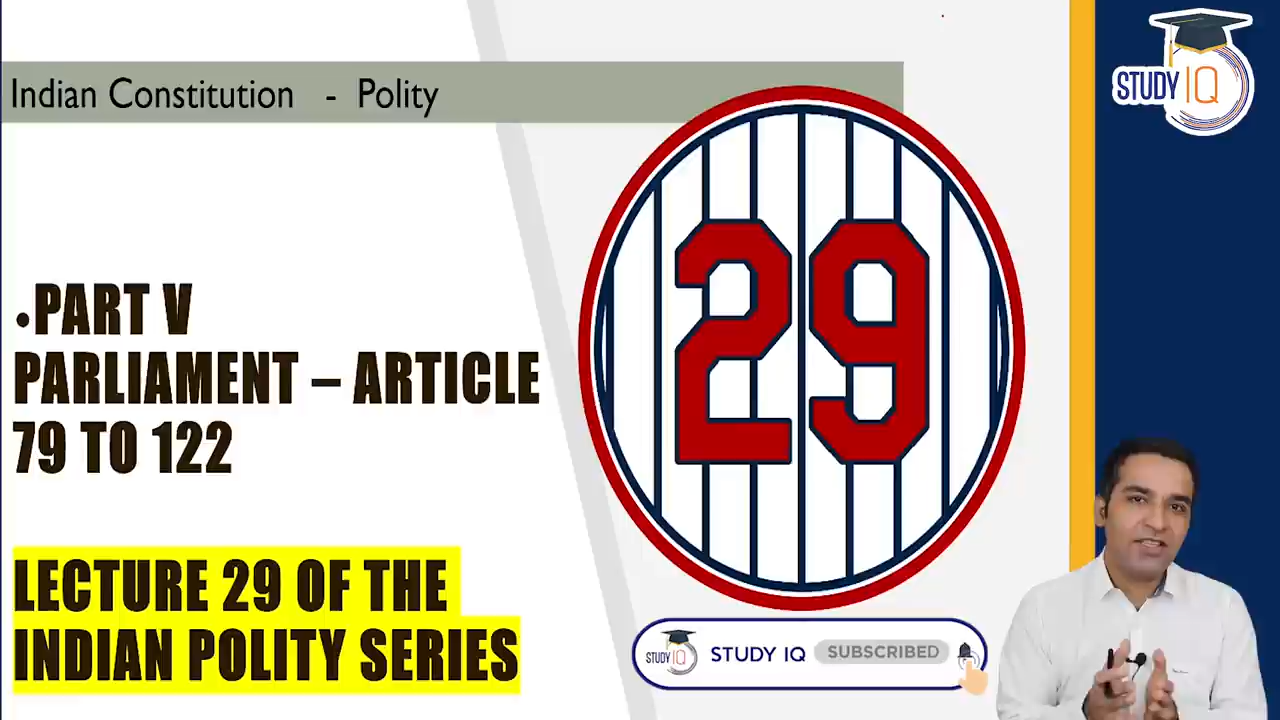 Indian Constitution - Polity
STUDY IQ
29
•PART V
PARLIAMENT – ARTICLE
79 TO 122
LECTURE 29 OF THE
INDIAN POLITY SERIES
STUDY IQ
STUDY IQ SUBSCRIBED